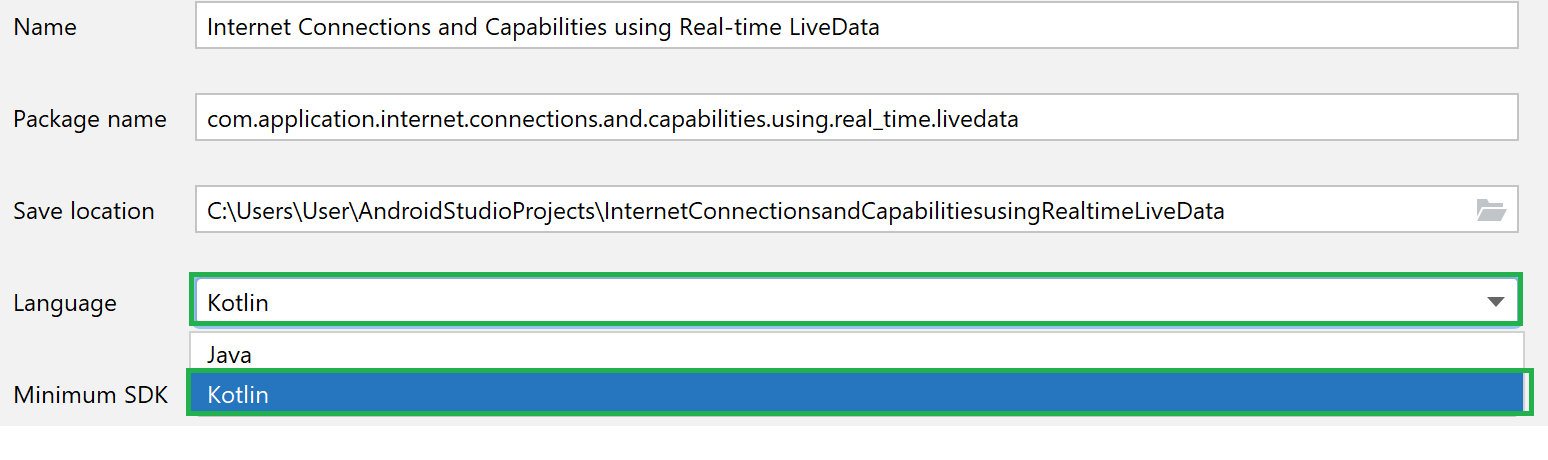 Name Internet Connections and Capabilities using Real-time LiveData
Package name com.application.internet.connections.and.capabilities.using.real_time.livedata
Save location C:\Users\User\AndroidStudioProjects\InternetConnectionsandCapabilitiesusingRealtimeLiveData
Language Kotlin
Java
Minimum SDK Kotlin